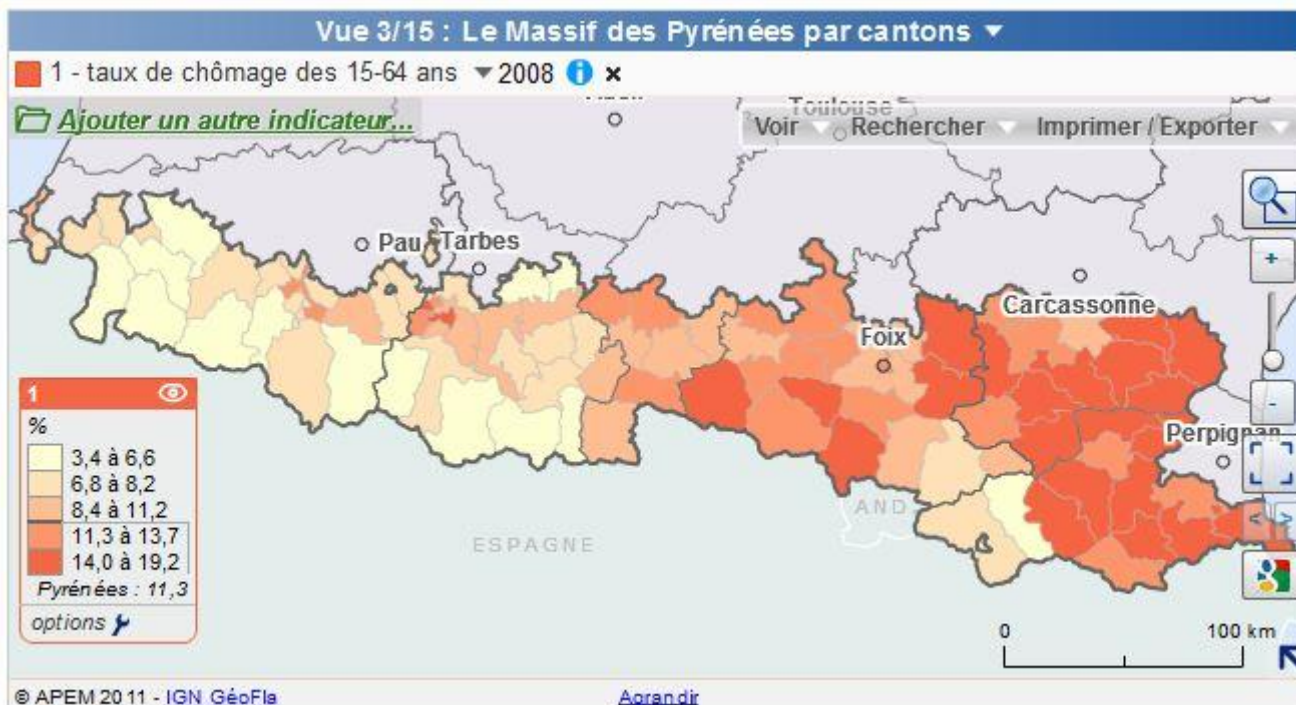 Vue 3/15 : Le Massif des Pyrénées par cantons
1 - taux de chômage des 15-64 ans 2008
Ajouter un autre indicateur...
Toulouse
Voir Rechercher Imprimer / Exporter
Pau Tarbes
Carcassonne
Foix
Perpignan
AND
ESPAGNE
1
%
3,4 à 6,6
6,8 à 8,2
8,4 à 11,2
11,3 à 13,7
14,0 à 19,2
Pyrénées : 11,3
options
+
-
< >
0 100 km
© APEM 2011 - IGN GéoFla
Agrandir